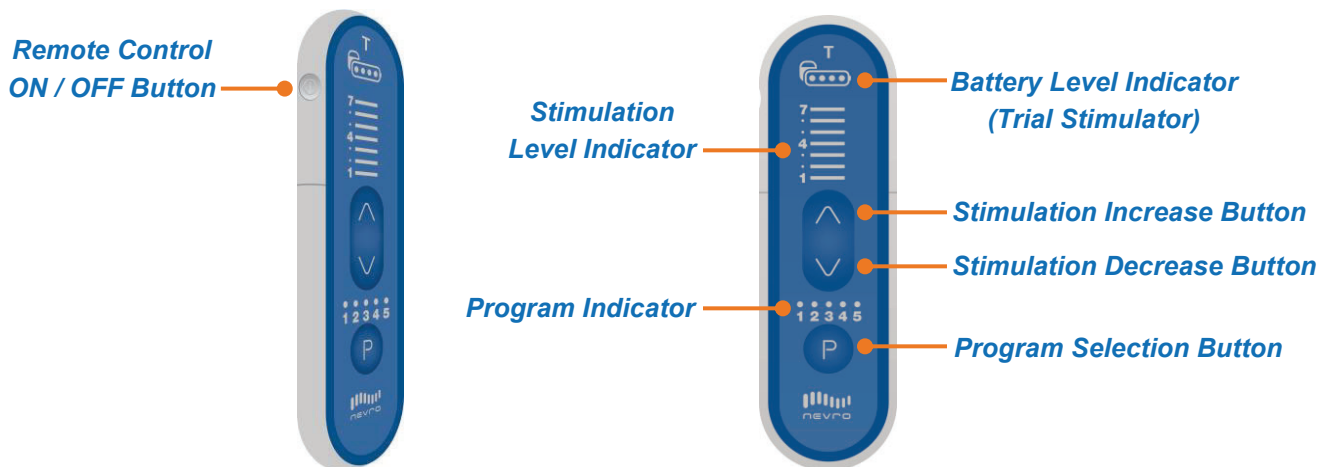 Remote Control
ON / OFF Button
T
7
4
1
1 2 3 4 5
P
nevro
Stimulation
Level Indicator
Program Indicator
T
7
4
1
1 2 3 4 5
P
nevro
Battery Level Indicator
(Trial Stimulator)
Stimulation Increase Button
Stimulation Decrease Button
Program Selection Button